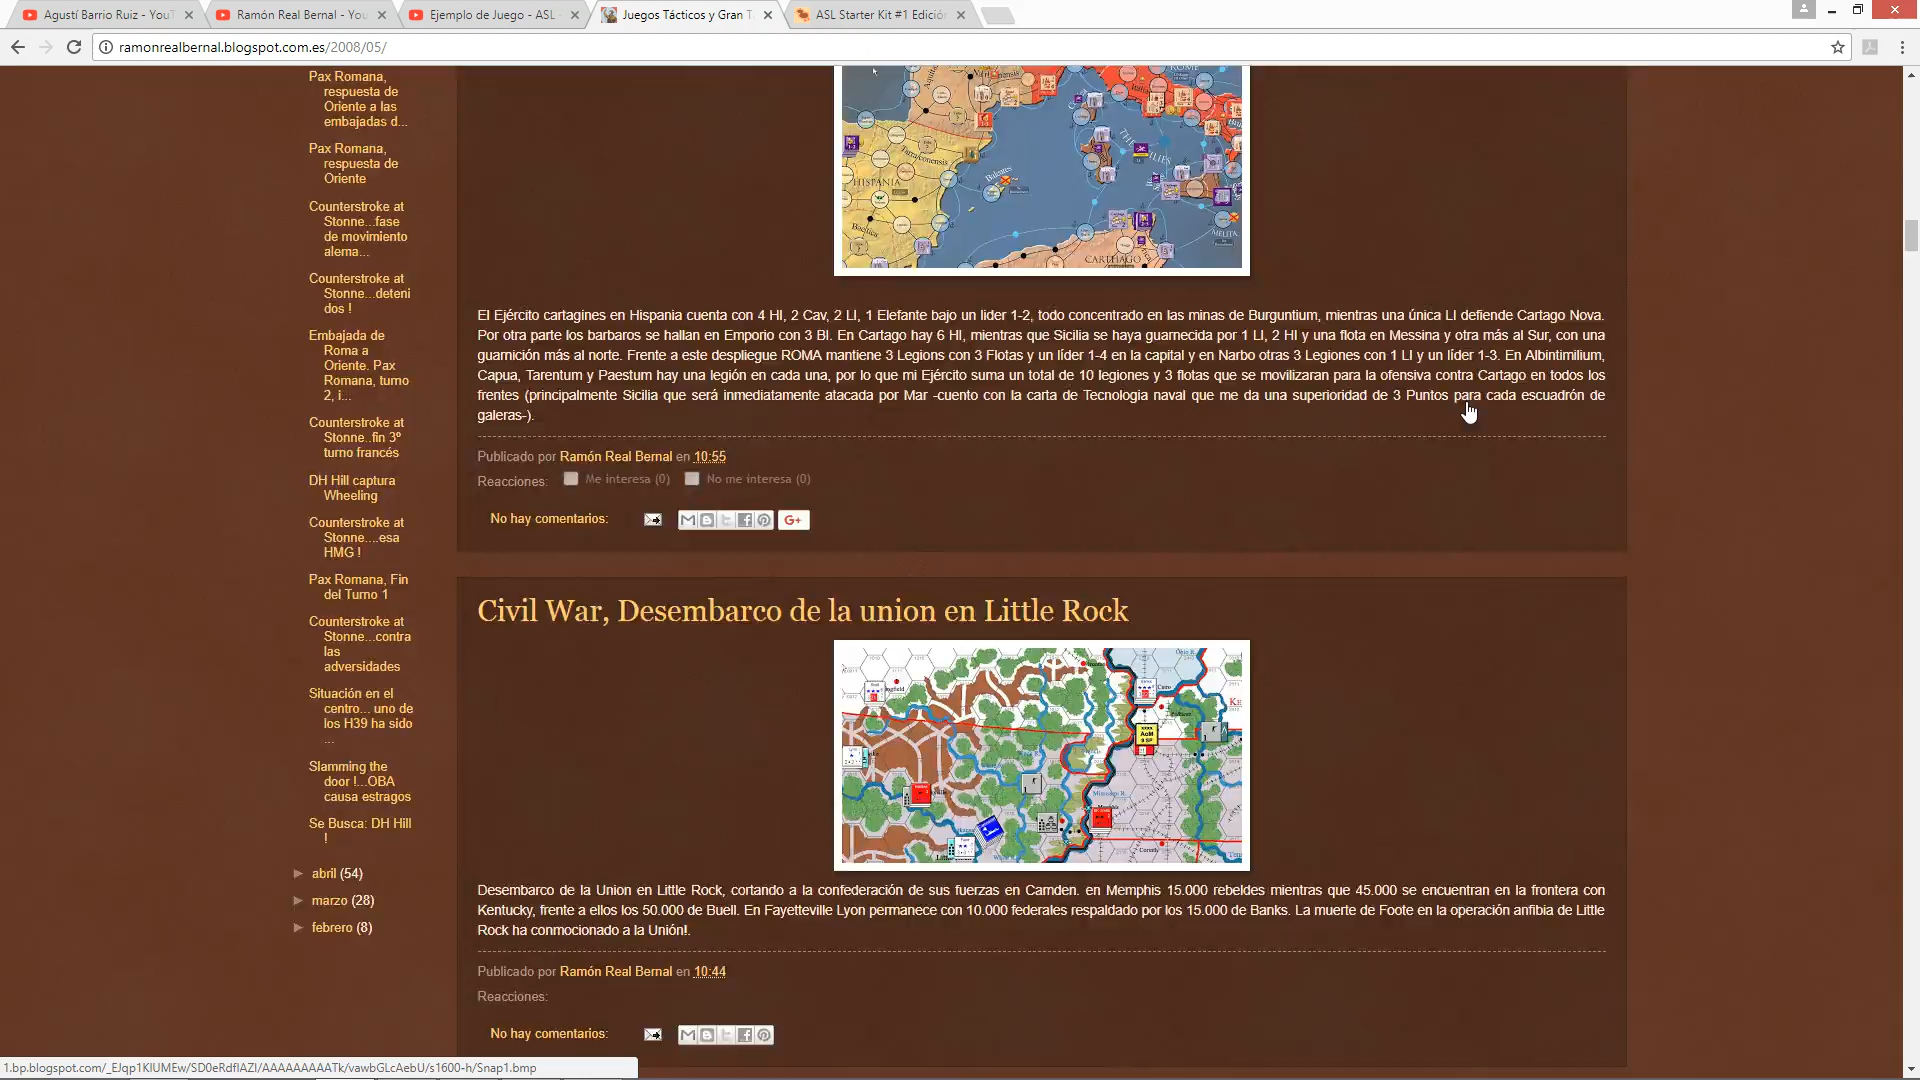 Agustí Barrio Ruiz - YouT
Ramón Real Bernal - You
Ejemplo de Juego - ASL
Juegos Tácticos y Gran T
ASL Starter Kit #1 Edició
ramonrealbernal.blogspot.com.es/2008/05/
Pax Romana,
respuesta de
Oriente a las
embajadas d...
Pax Romana,
respuesta de
Oriente
Counterstroke at
Stonne...fase
de movimiento
alema...
Counterstroke at
Stonne...deteni
dos !
Embajada de
Roma a
Oriente. Pax
Romana, turno
2, i...
Counterstroke at
Stonne..fin 3º
turno francés
DH Hill captura
Wheeling
Counterstroke at
Stonne....esa
HMG !
Pax Romana, Fin
del Turno 1
Counterstroke at
Stonne...contra
las
adversidades
Situación en el
centro... uno de
los H39 ha sido
...
Slamming the
door !...OBA
causa estragos
Se Busca: DH Hill
!
► abril (54)
► marzo (28)
► febrero (8)
ROME
Tarraconensis
HISPANIA
Baleares
Baetica
CARTHAGO
MELITA
El Ejército cartagines en Hispania cuenta con 4 HI, 2 Cav, 2 LI, 1 Elefante bajo un lider 1-2, todo concentrado en las minas de Burguntium, mientras una única LI defiende Cartago Nova.
Por otra parte los barbaros se hallan en Emporio con 3 BI. En Cartago hay 6 HI, mientras que Sicilia se haya guarnecida por 1 LI, 2 HI y una flota en Messina y otra más al Sur, con una
guarnición más al norte. Frente a este despliegue ROMA mantiene 3 Legions con 3 Flotas y un líder 1-4 en la capital y en Narbo otras 3 Legiones con 1 LI y un líder 1-3. En Albintimilium,
Capua, Tarentum y Paestum hay una legión en cada una, por lo que mi Ejército suma un total de 10 legiones y 3 flotas que se movilizaran para la ofensiva contra Cartago en todos los
frentes (principalmente Sicilia que será inmediatamente atacada por Mar -cuento con la carta de Tecnologia naval que me da una superioridad de 3 Puntos para cada escuadrón de
galeras-).
Publicado por Ramón Real Bernal en 10:55
Reacciones: Me interesa (0) No me interesa (0)
No hay comentarios:
G+
Civil War, Desembarco de la union en Little Rock
Ohio R.
Cairo
AoM
Mississippi R.
Memphis
Corinth
Desembarco de la Union en Little Rock, cortando a la confederación de sus fuerzas en Camden. en Memphis 15.000 rebeldes mientras que 45.000 se encuentran en la frontera con
Kentucky, frente a ellos los 50.000 de Buell. En Fayetteville Lyon permanece con 10.000 federales respaldado por los 15.000 de Banks. La muerte de Foote en la operación anfibia de Little
Rock ha conmocionado a la Unión!.
Publicado por Ramón Real Bernal en 10:44
Reacciones:
No hay comentarios:
1.bp.blogspot.com/_EJqp1KlUMEw/SD0eRdfIAZI/AAAAAAAAATk/vawbGLcAebU/s1600-h/Snap1.bmp